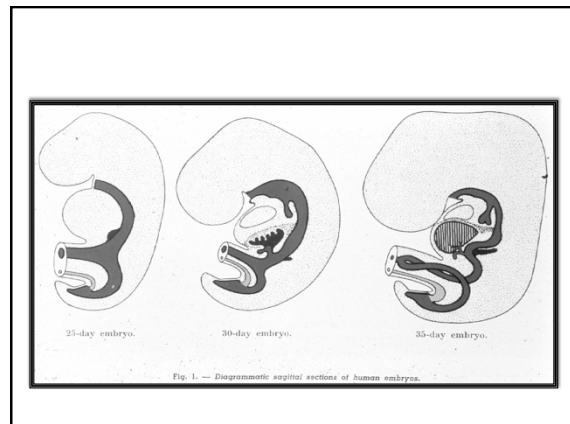 25-day embryo. 30-day embryo. 35-day embryo.
Fig. 1. — Diagrammatic sagittal sections of human embryos.